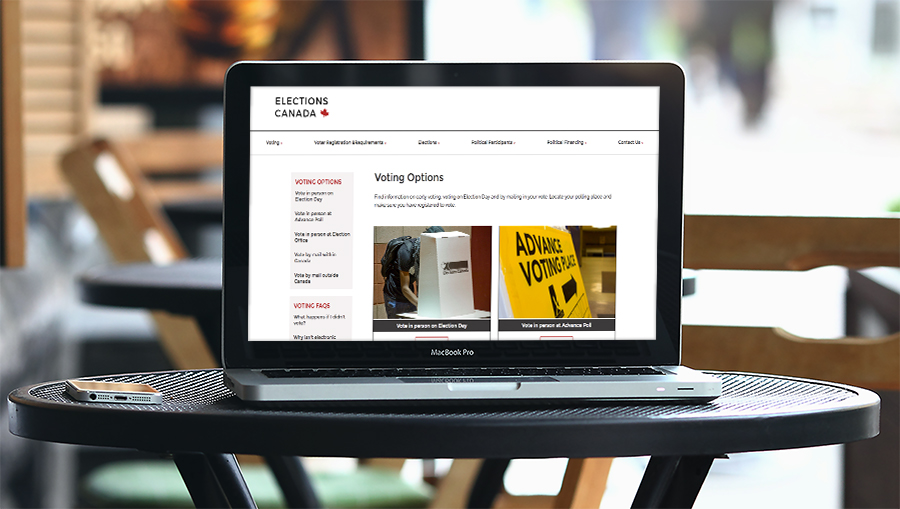 ELECTIONS
CANADA
Voting
Voter Registration & Requirements
Elections
Political Participants
Political Financing
Contact Us
VOTING OPTIONS
Vote in person on
Election Day
Vote in person at
Advance Poll
Vote in person at Election
Office
Vote by mail within
Canada
Vote by mail outside
Canada
VOTING FAQS
What happens if I didn't
vote?
Why isn't electronic
Voting Options
Find information on early voting, voting on Election Day and by mailing in your vote. Locate your polling place and
make sure you have registered to vote.
ADVANCE
VOTING PLACE
Vote in person on Election Day
Vote in person at Advance Poll
MacBook Pro